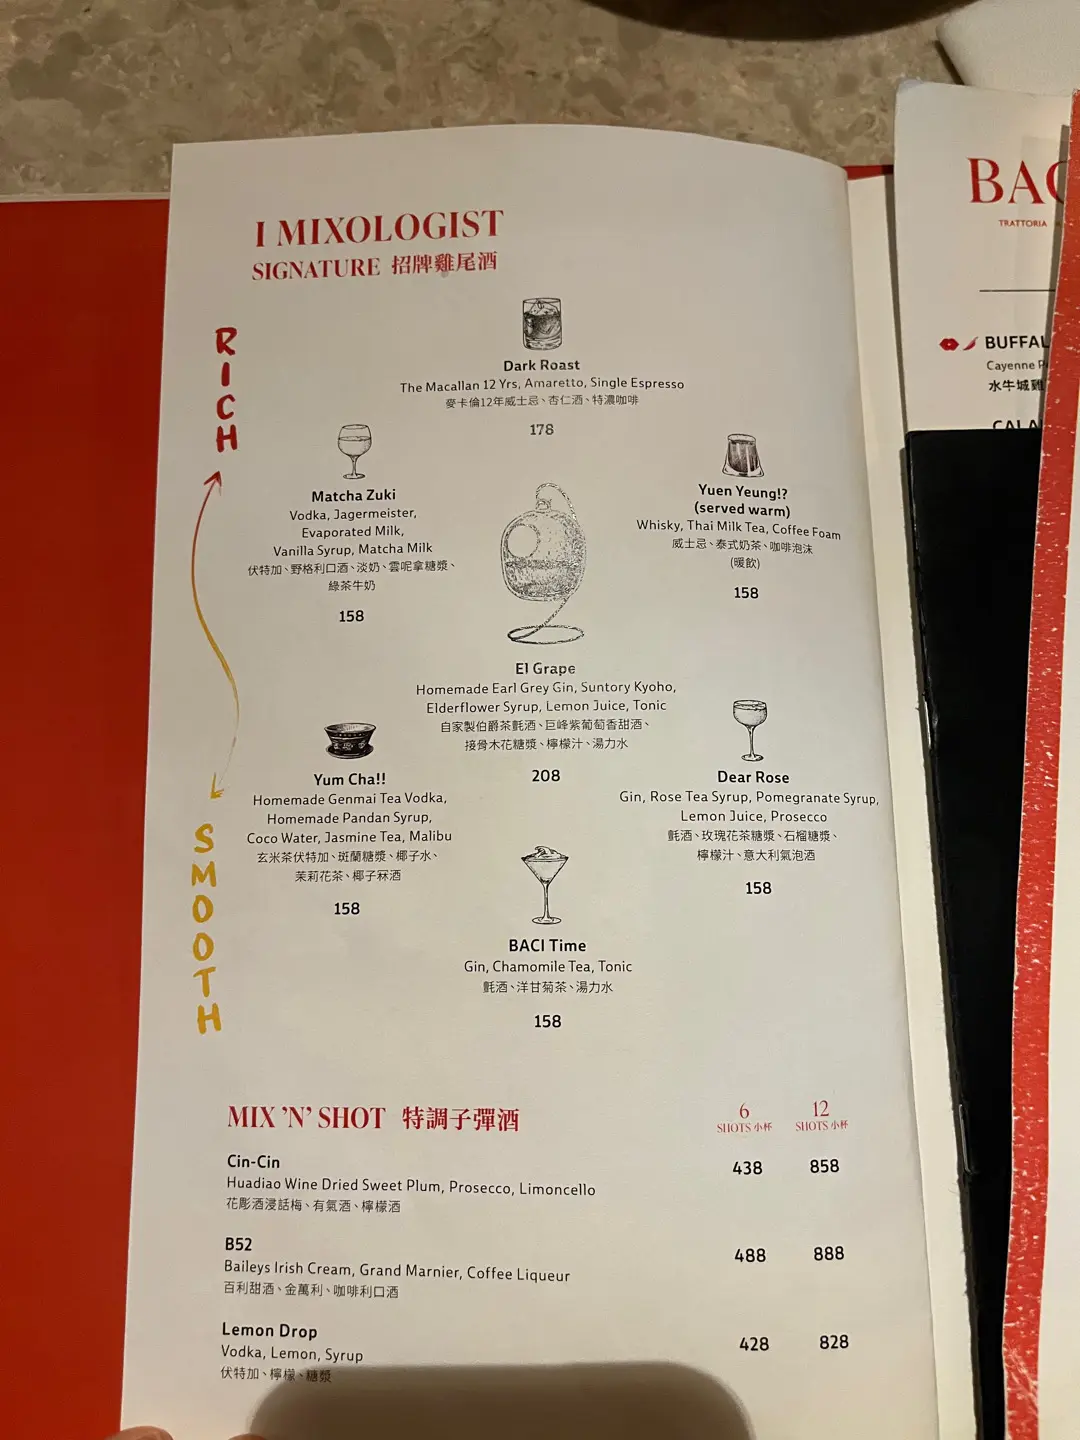 I MIXOLOGIST
SIGNATURE 招牌雞尾酒
RICH
SMOOTH
Dark Roast
The Macallan 12 Yrs, Amaretto, Single Espresso
麥卡倫12年威士忌、杏仁酒、特濃咖啡
178
Matcha Zuki
Vodka, Jagermeister,
Evaporated Milk,
Vanilla Syrup, Matcha Milk
伏特加、野格利口酒、淡奶、雲呢拿糖漿、
綠茶牛奶
158
Yuen Yeung!?
(served warm)
Whisky, Thai Milk Tea, Coffee Foam
威士忌、泰式奶茶、咖啡泡沫
(暖飲)
158
El Grape
Homemade Earl Grey Gin, Suntory Kyoho,
Elderflower Syrup, Lemon Juice, Tonic
自家製伯爵茶氈酒、巨峰紫葡萄香甜酒、
接骨木花糖漿、檸檬汁、湯力水
208
Yum Cha!!
Homemade Genmai Tea Vodka,
Homemade Pandan Syrup,
Coco Water, Jasmine Tea, Malibu
玄米茶伏特加、斑蘭糖漿、椰子水、
茉莉花茶、椰子冧酒
158
Dear Rose
Gin, Rose Tea Syrup, Pomegranate Syrup,
Lemon Juice, Prosecco
氈酒、玫瑰花茶糖漿、石榴糖漿、
檸檬汁、意大利氣泡酒
158
BACI Time
Gin, Chamomile Tea, Tonic
氈酒、洋甘菊茶、湯力水
158
MIX 'N' SHOT 特調子彈酒
6 12
SHOTS 小杯 SHOTS 小杯
Cin-Cin 438 858
Huadiao Wine Dried Sweet Plum, Prosecco, Limoncello
花彫酒浸話梅、有氣酒、檸檬酒
B52 488 888
Baileys Irish Cream, Grand Marnier, Coffee Liqueur
百利甜酒、金萬利、咖啡利口酒
Lemon Drop 428 828
Vodka, Lemon, Syrup
伏特加、檸檬、糖漿
BAC
TRATTORIA
BUFFAL
Cayenne P
水牛城雞
CALA